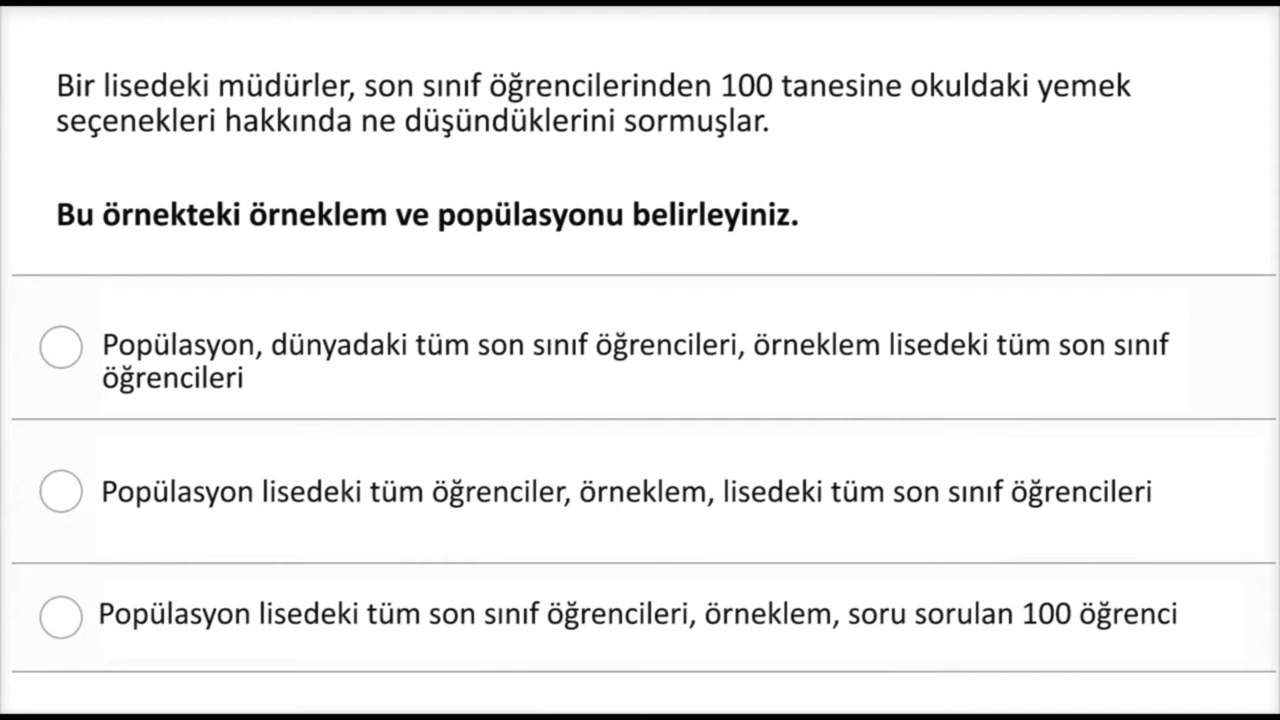 Bir lisedeki müdürler, son sınıf öğrencilerinden 100 tanesine okuldaki yemek
seçenekleri hakkında ne düşündüklerini sormuşlar.
Bu örnekteki örneklem ve popülasyonu belirleyiniz.
Popülasyon, dünyadaki tüm son sınıf öğrencileri, örneklem lisedeki tüm son sınıf
öğrencileri
Popülasyon lisedeki tüm öğrenciler, örneklem, lisedeki tüm son sınıf öğrencileri
Popülasyon lisedeki tüm son sınıf öğrencileri, örneklem, soru sorulan 100 öğrenci